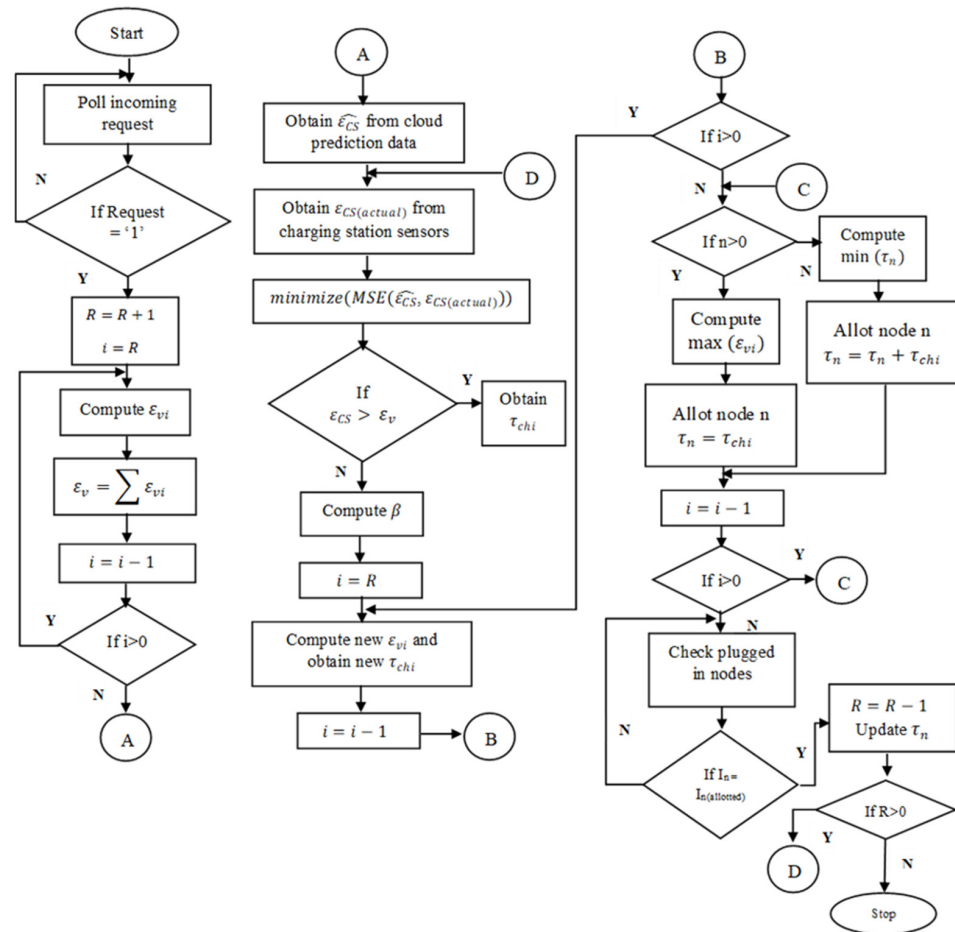 Start
Poll incoming
request
N
If Request
= ‘1’
Y
R = R + 1
i = R
Compute ε_vi
ε_v = ∑ ε_vi
i = i − 1
Y
If i>0
N
A
A
Obtain ε̂_CS from cloud
prediction data
D
Obtain ε_CS(actual) from
charging station sensors
minimize(MSE(ε̂_CS, ε_CS(actual)))
If
ε_CS > ε_v
Y
Obtain
τ_chi
N
Compute β
i = R
Compute new ε_vi and
obtain new τ_chi
i = i − 1
B
B
Y
If i>0
N
C
If n>0
N
Compute
min (τ_n)
Y
Compute
max (ε_vi)
Allot node n
τ_n = τ_n + τ_chi
Allot node n
τ_n = τ_chi
i = i − 1
If i>0
Y
C
N
Check plugged
in nodes
N
If I_n=
I_n(allotted)
Y
R = R − 1
Update τ_n
If R>0
Y
D
N
Stop